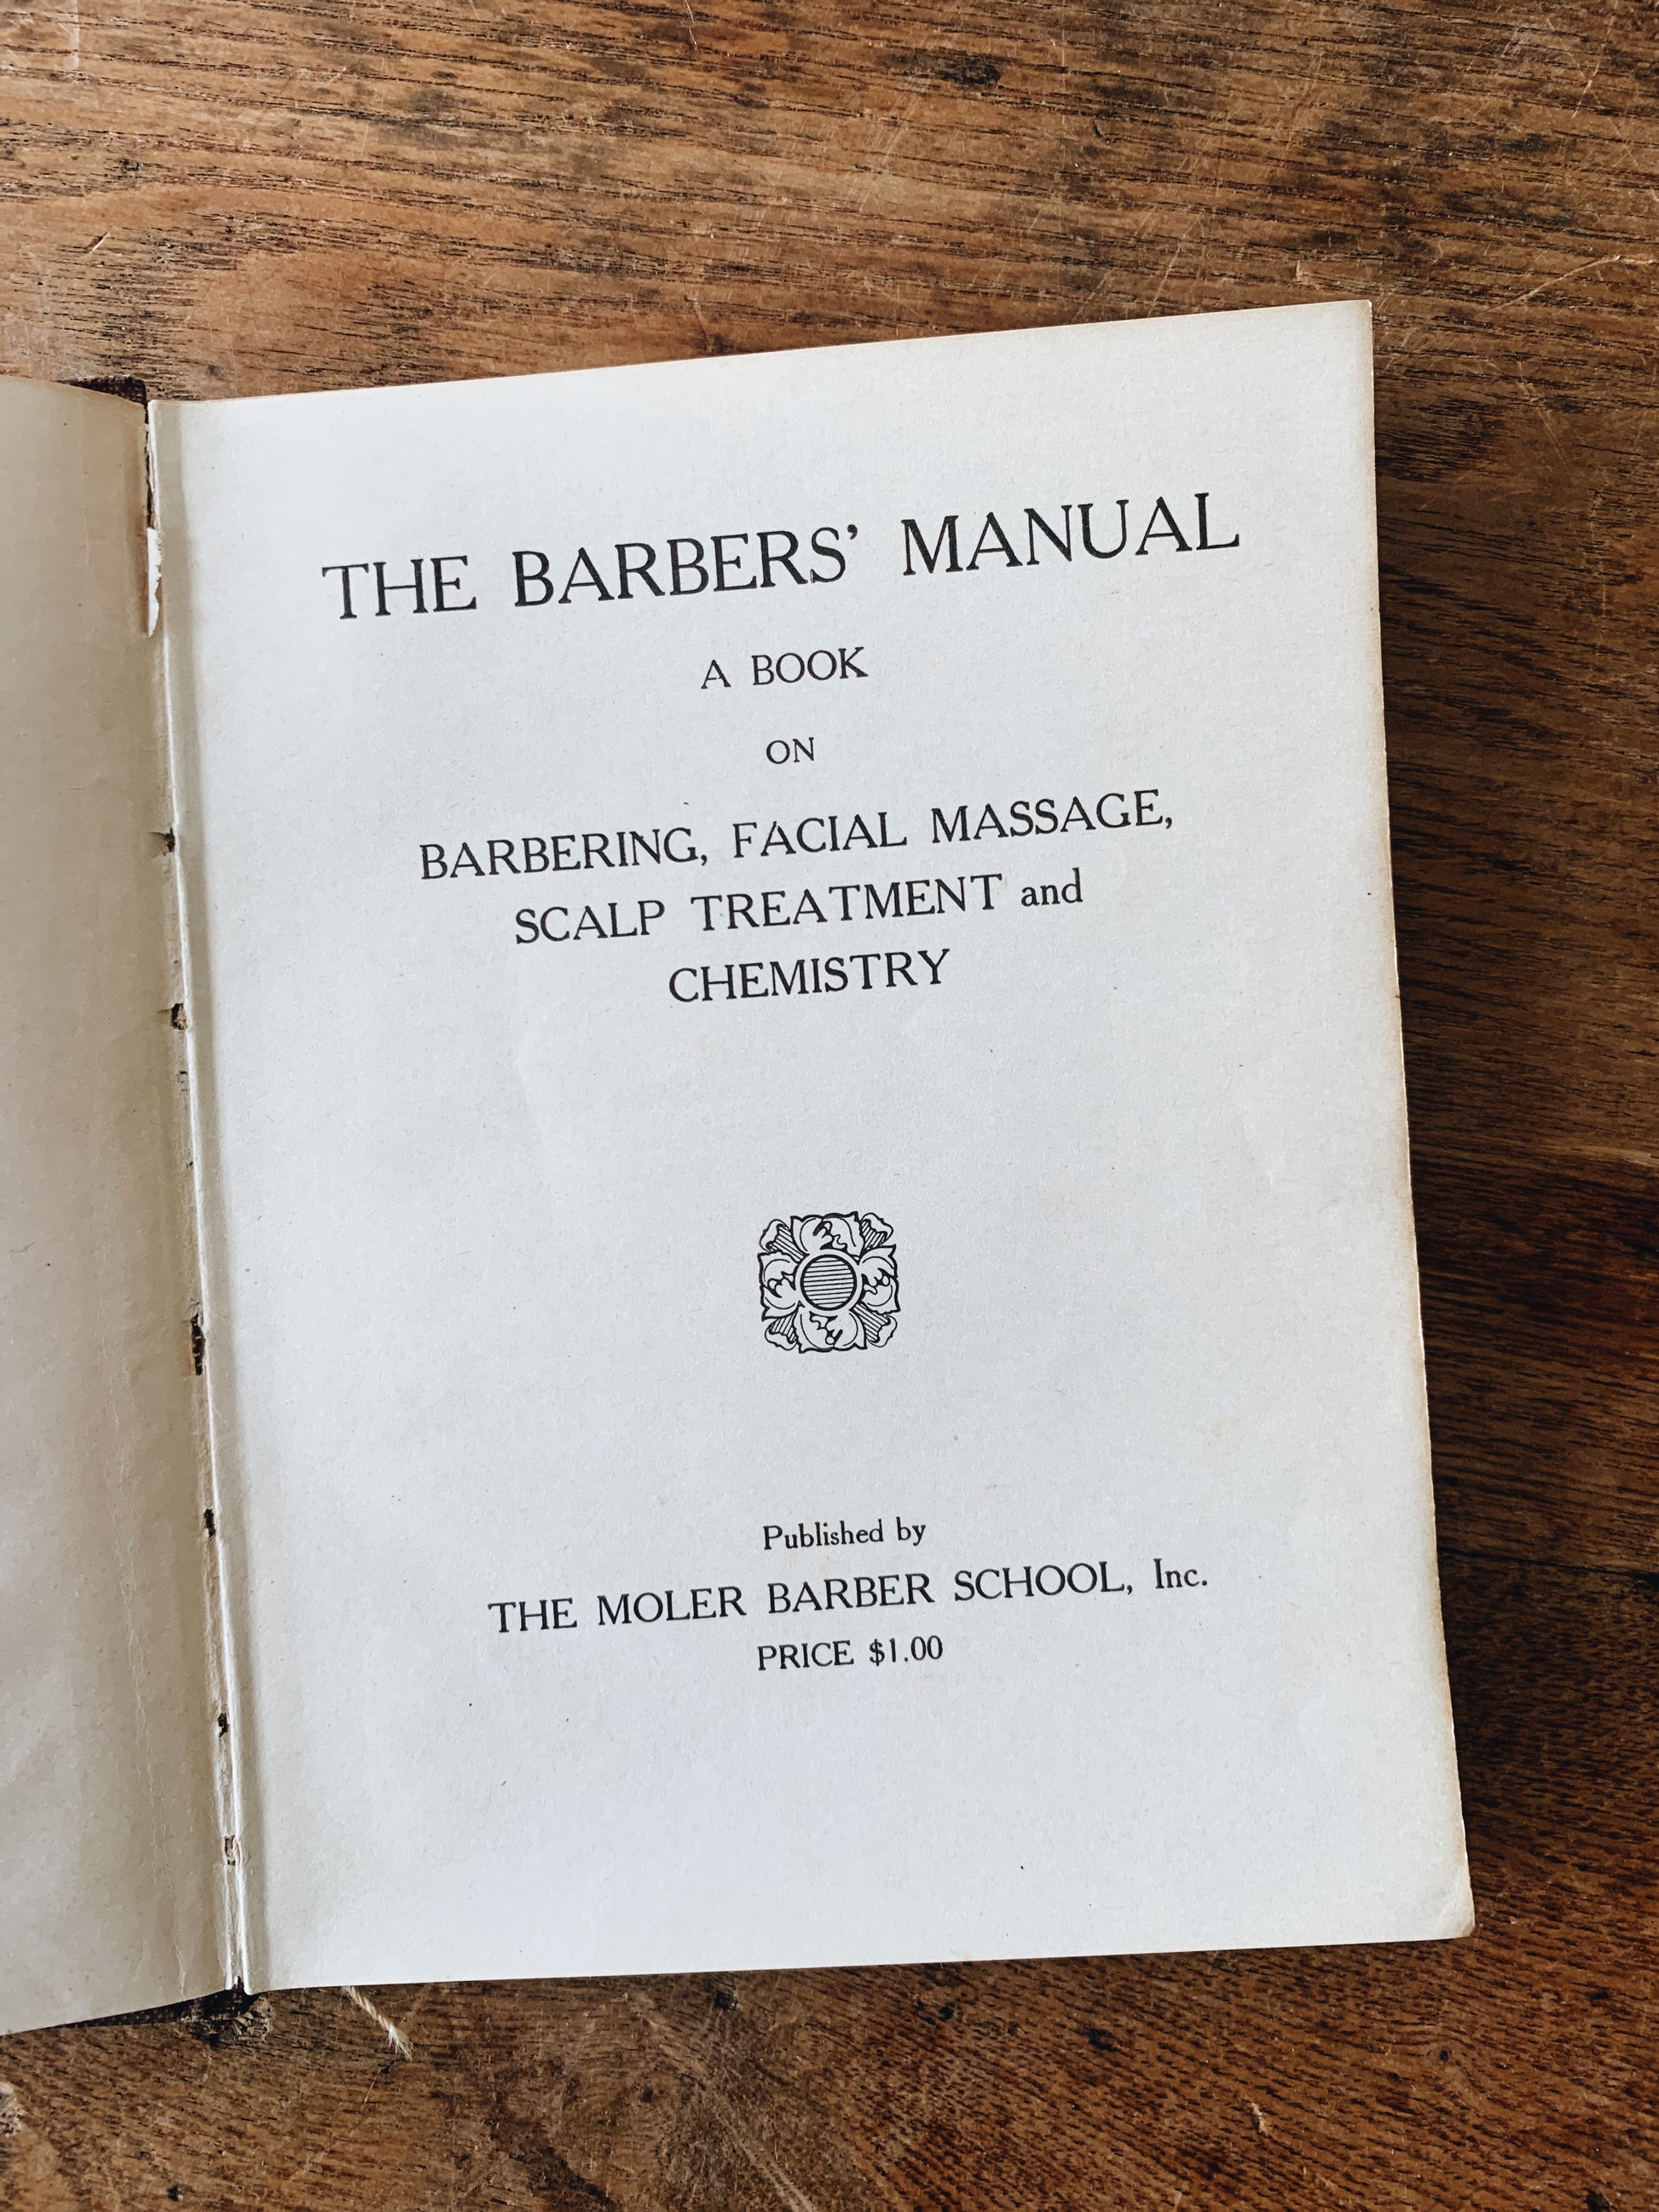 THE BARBERS’ MANUAL
A BOOK
ON
BARBERING, FACIAL MASSAGE,
SCALP TREATMENT and
CHEMISTRY
Published by
THE MOLER BARBER SCHOOL, Inc.
PRICE $1.00